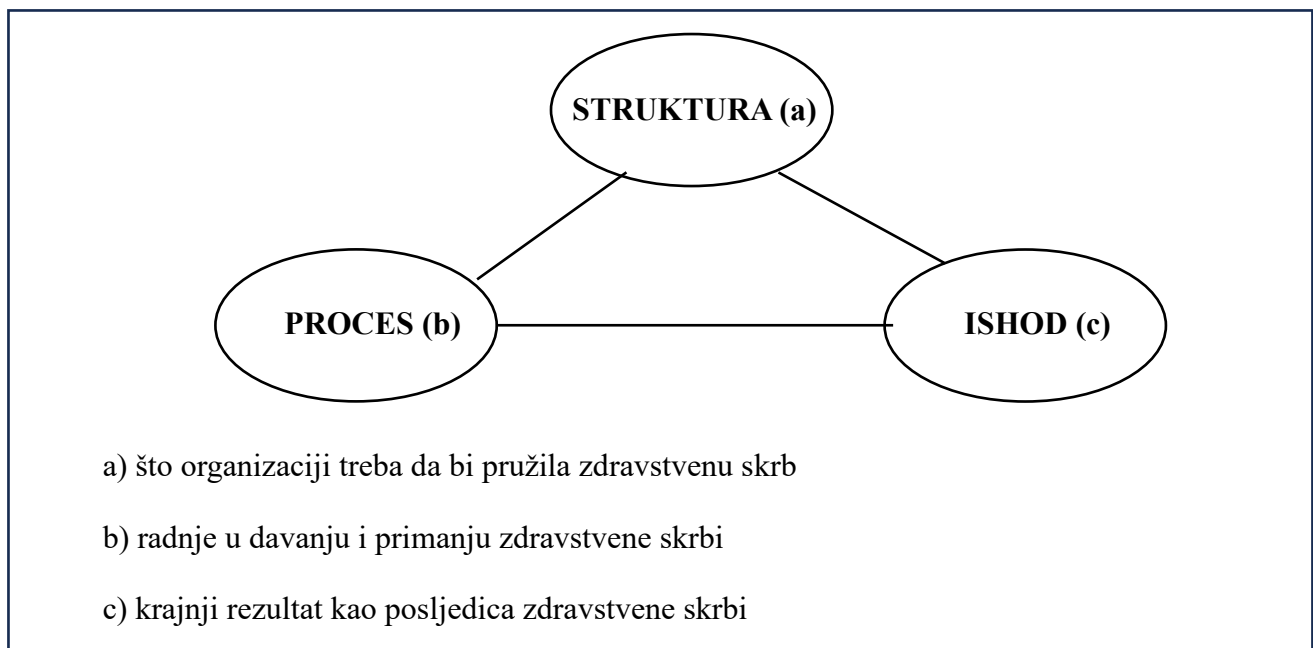 STRUKTURA (a)
PROCES (b)
ISHOD (c)
a) što organizaciji treba da bi pružila zdravstvenu skrb
b) radnje u davanju i primanju zdravstvene skrbi
c) krajnji rezultat kao posljedica zdravstvene skrbi